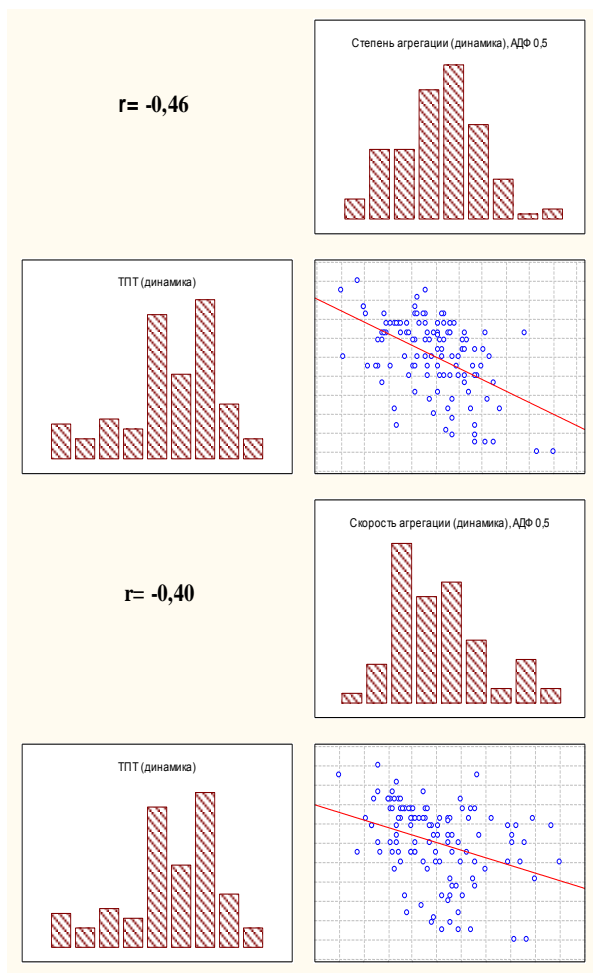 Степень агрегации (динамика), АДФ 0,5
r= -0,46
ТПТ (динамика)
Скорость агрегации (динамика), АДФ 0,5
r= -0,40
ТПТ (динамика)